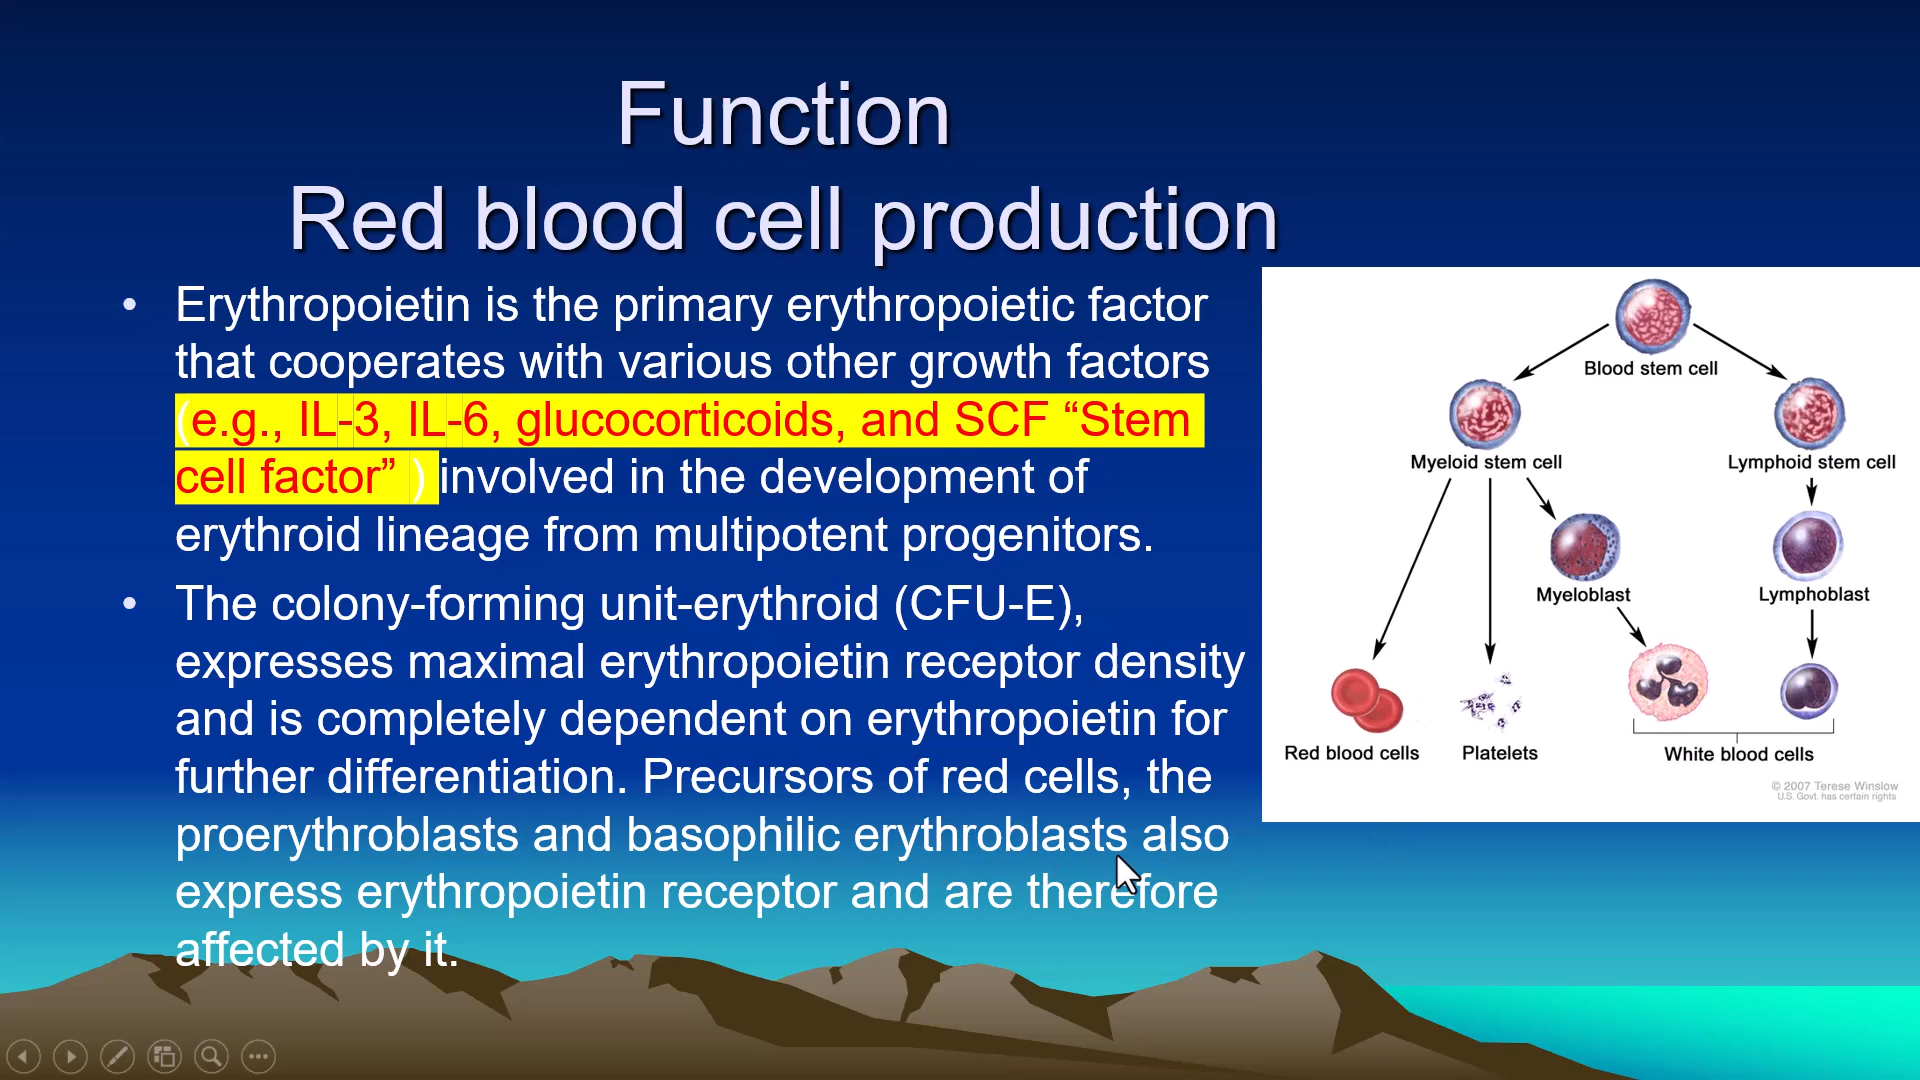 Function
Red blood cell production
• Erythropoietin is the primary erythropoietic factor
that cooperates with various other growth factors
(e.g., IL-3, IL-6, glucocorticoids, and SCF “Stem
cell factor” ) involved in the development of
erythroid lineage from multipotent progenitors.
• The colony-forming unit-erythroid (CFU-E),
expresses maximal erythropoietin receptor density
and is completely dependent on erythropoietin for
further differentiation. Precursors of red cells, the
proerythroblasts and basophilic erythroblasts also
express erythropoietin receptor and are therefore
affected by it.
Blood stem cell
Myeloid stem cell
Lymphoid stem cell
Myeloblast
Lymphoblast
Red blood cells
Platelets
White blood cells
© 2007 Terese Winslow
U.S. Govt. has certain rights